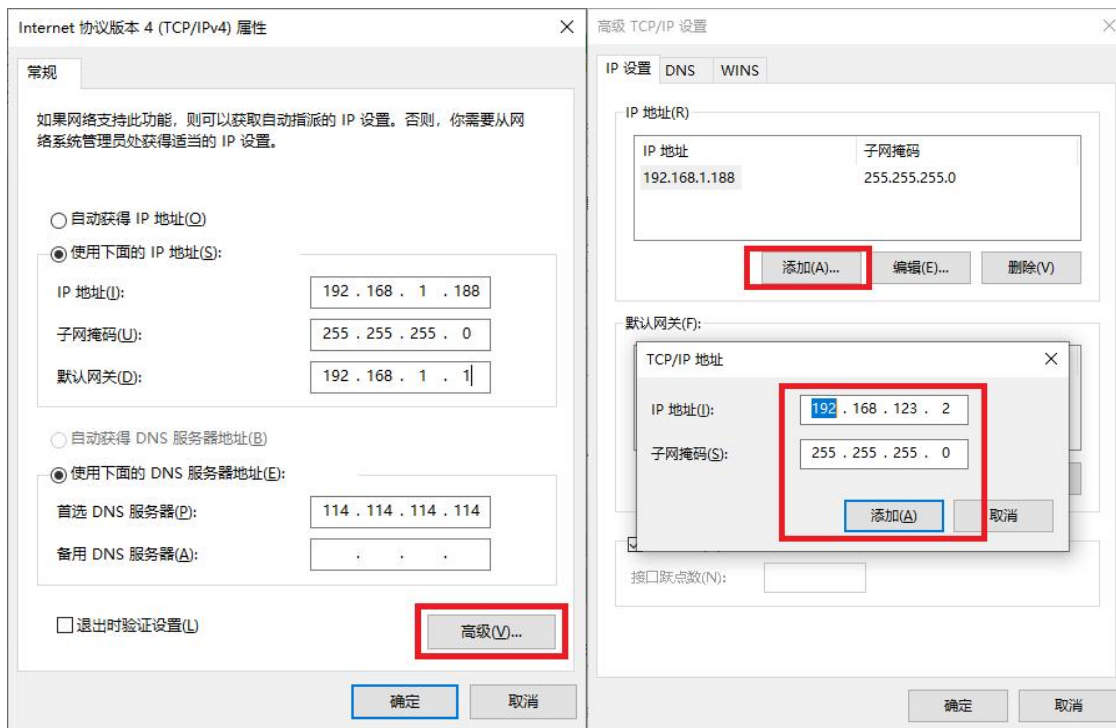 Internet 协议版本 4 (TCP/IPv4) 属性
常规
如果网络支持此功能，则可以获取自动指派的 IP 设置。否则，你需要从网
络系统管理员处获得适当的 IP 设置。
自动获得 IP 地址(O)
使用下面的 IP 地址(S):
IP 地址(I):
192 . 168 . 1 . 188
子网掩码(U):
255 . 255 . 255 . 0
默认网关(D):
192 . 168 . 1 . 1
自动获得 DNS 服务器地址(B)
使用下面的 DNS 服务器地址(E):
首选 DNS 服务器(P):
114 . 114 . 114 . 114
备用 DNS 服务器(A):
. . .
退出时验证设置(L)
高级(V)...
确定
取消
高级 TCP/IP 设置
IP 设置
DNS
WINS
IP 地址(R)
IP 地址
子网掩码
192.168.1.188
255.255.255.0
添加(A)...
编辑(E)...
删除(V)
默认网关(F):
TCP/IP 地址
IP 地址(I):
192 . 168 . 123 . 2
子网掩码(S):
255 . 255 . 255 . 0
添加(A)
取消
接口跃点数(N):
确定
取消